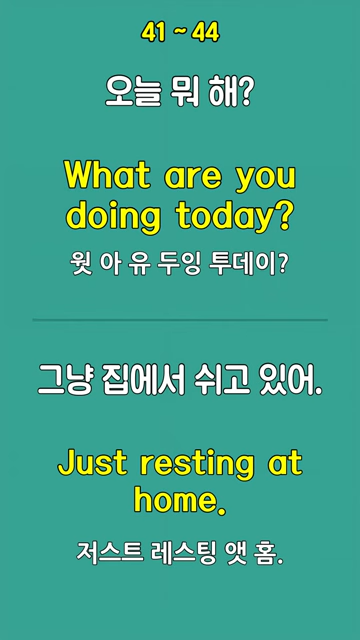 41 ~ 44
오늘 뭐 해?
What are you
doing today?
웟 아 유 두잉 투데이?
그냥 집에서 쉬고 있어.
Just resting at
home.
저스트 레스팅 앳 홈.